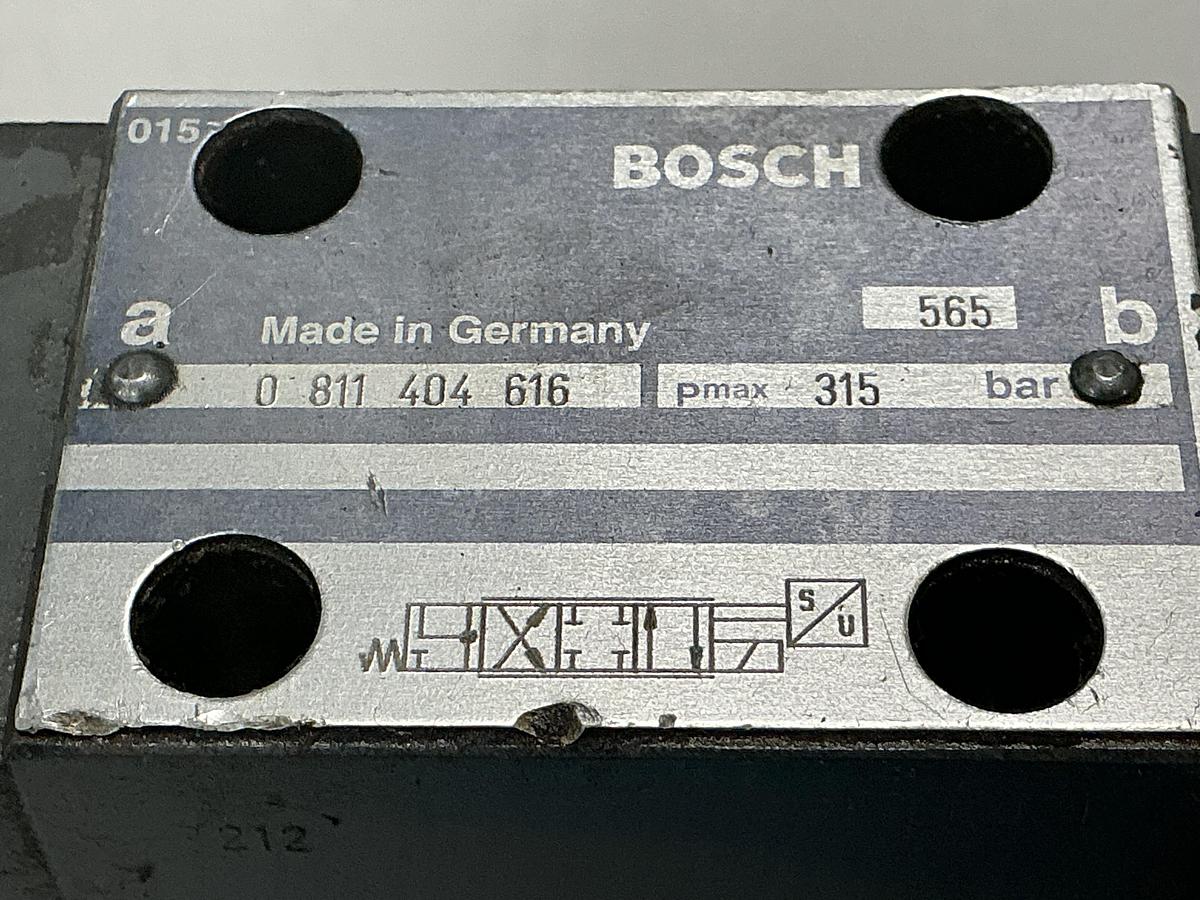 BOSCH
565
a
b
Made in Germany
0 811 404 616
pmax 315 bar
S
U
212